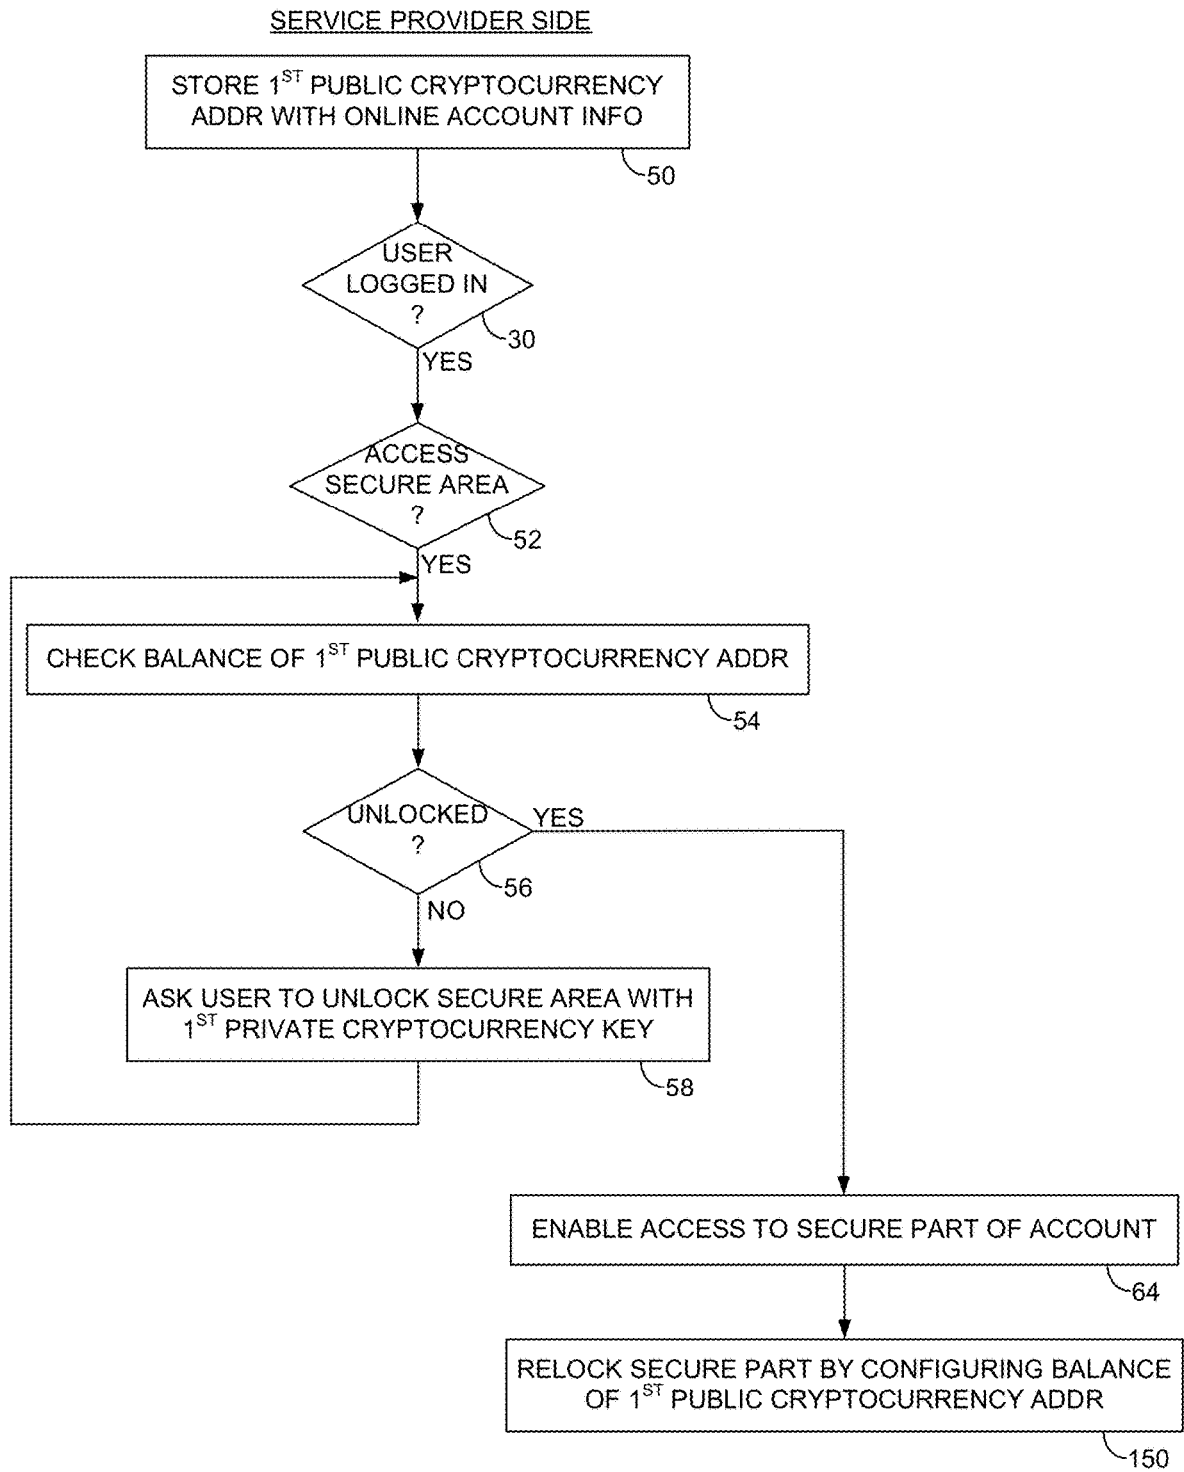 SERVICE PROVIDER SIDE
STORE 1ST PUBLIC CRYPTOCURRENCY
ADDR WITH ONLINE ACCOUNT INFO
50
USER
LOGGED IN
?
30
YES
ACCESS
SECURE AREA
?
52
YES
CHECK BALANCE OF 1ST PUBLIC CRYPTOCURRENCY ADDR
54
UNLOCKED
?
YES
56
NO
ASK USER TO UNLOCK SECURE AREA WITH
1ST PRIVATE CRYPTOCURRENCY KEY
58
ENABLE ACCESS TO SECURE PART OF ACCOUNT
64
RELOCK SECURE PART BY CONFIGURING BALANCE
OF 1ST PUBLIC CRYPTOCURRENCY ADDR
150